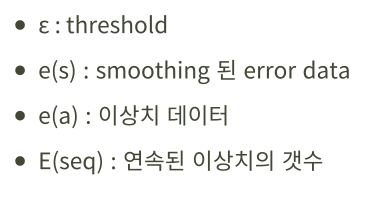 • ε : threshold
• e(s) : smoothing 된 error data
• e(a) : 이상치 데이터
• E(seq) : 연속된 이상치의 갯수